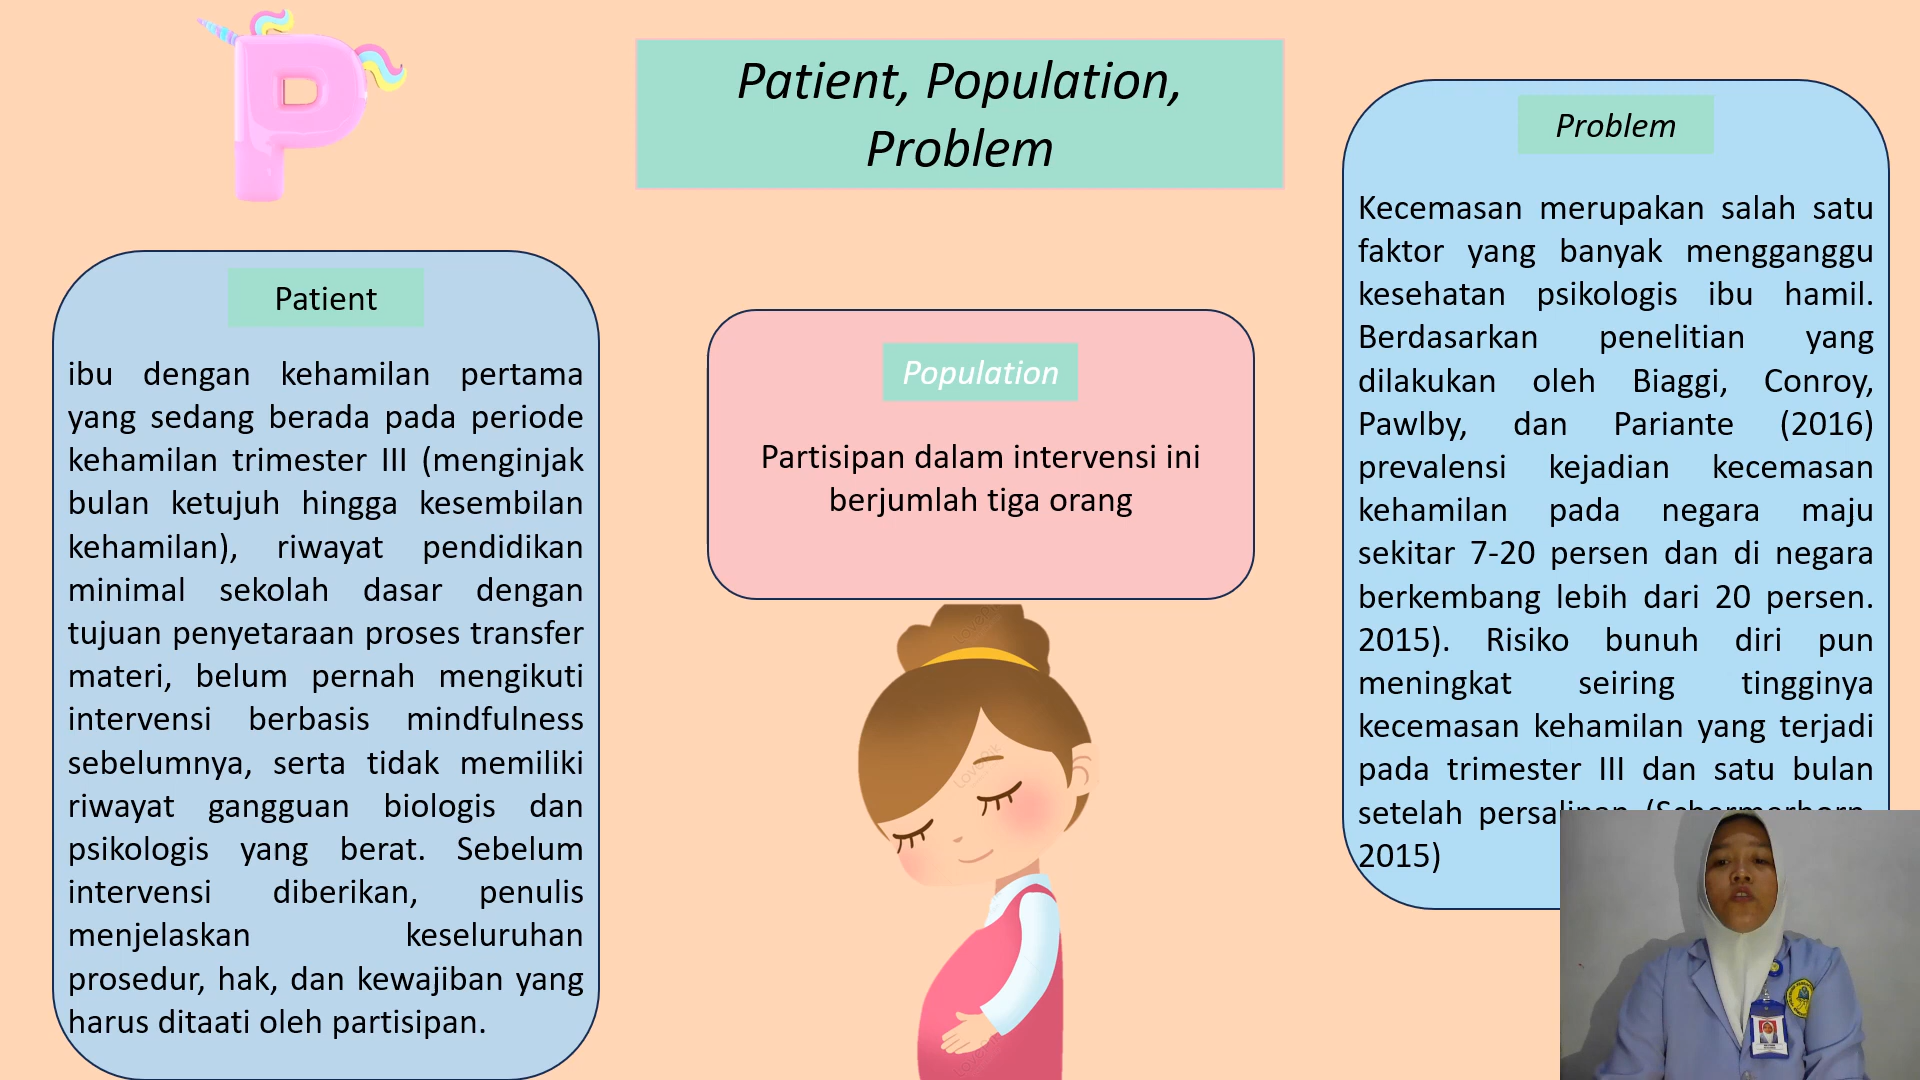 Patient, Population,
Problem
Patient
ibu dengan kehamilan pertama
yang sedang berada pada periode
kehamilan trimester III (menginjak
bulan ketujuh hingga kesembilan
kehamilan), riwayat pendidikan
minimal sekolah dasar dengan
tujuan penyetaraan proses transfer
materi, belum pernah mengikuti
intervensi berbasis mindfulness
sebelumnya, serta tidak memiliki
riwayat gangguan biologis dan
psikologis yang berat. Sebelum
intervensi diberikan, penulis
menjelaskan keseluruhan
prosedur, hak, dan kewajiban yang
harus ditaati oleh partisipan.
Population
Partisipan dalam intervensi ini
berjumlah tiga orang
Problem
Kecemasan merupakan salah satu
faktor yang banyak mengganggu
kesehatan psikologis ibu hamil.
Berdasarkan penelitian yang
dilakukan oleh Biaggi, Conroy,
Pawlby, dan Pariante (2016)
prevalensi kejadian kecemasan
kehamilan pada negara maju
sekitar 7-20 persen dan di negara
berkembang lebih dari 20 persen.
2015). Risiko bunuh diri pun
meningkat seiring tingginya
kecemasan kehamilan yang terjadi
pada trimester III dan satu bulan
setelah persalinan (Schermerhorn,
2015)